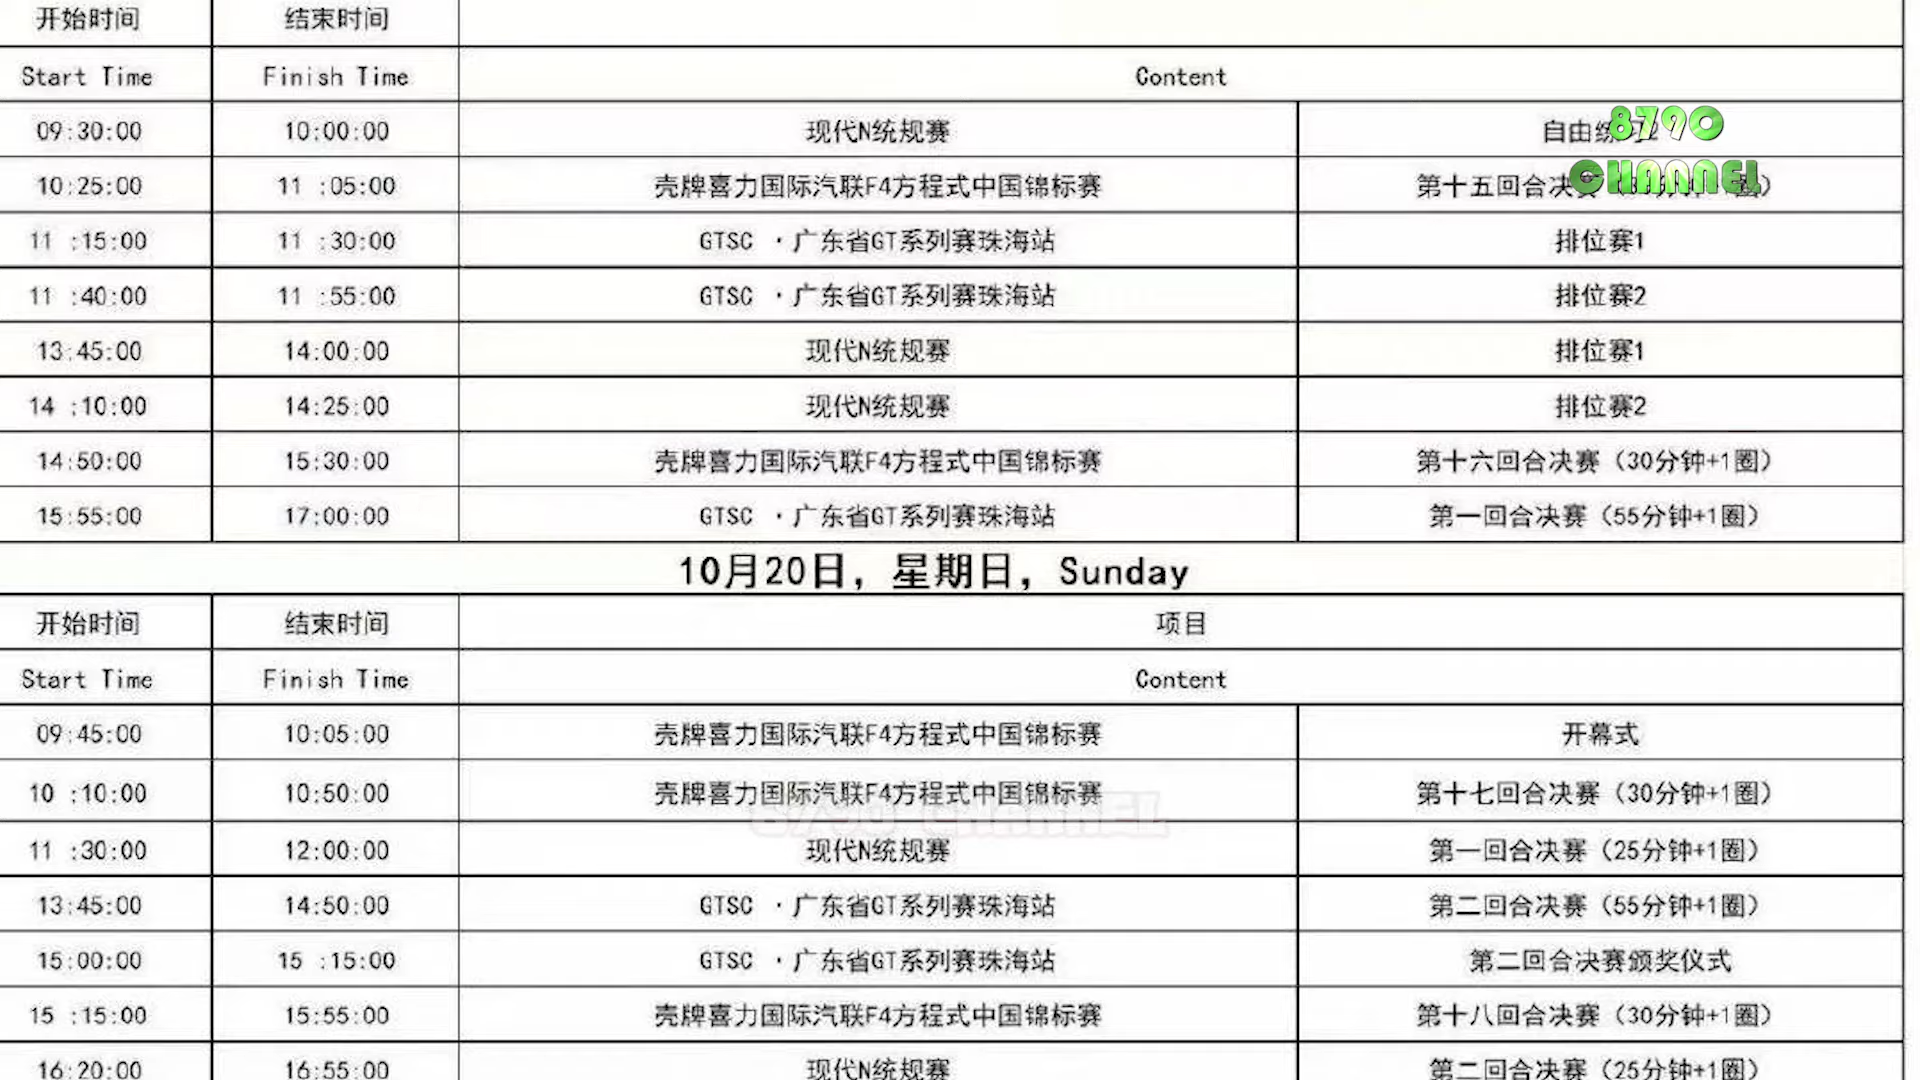 开始时间 结束时间
Start Time Finish Time Content
09:30:00 10:00:00 现代N统规赛 自由练习2
10:25:00 11 :05:00 壳牌喜力国际汽联F4方程式中国锦标赛 第十五回合决赛
11 :15:00 11 :30:00 GTSC ·广东省GT系列赛珠海站 排位赛1
11 :40:00 11 :55:00 GTSC ·广东省GT系列赛珠海站 排位赛2
13:45:00 14:00:00 现代N统规赛 排位赛1
14 :10:00 14:25:00 现代N统规赛 排位赛2
14:50:00 15:30:00 壳牌喜力国际汽联F4方程式中国锦标赛 第十六回合决赛（30分钟+1圈）
15:55:00 17:00:00 GTSC ·广东省GT系列赛珠海站 第一回合决赛（55分钟+1圈）
10月20日，星期日，Sunday
开始时间 结束时间 项目
Start Time Finish Time Content
09:45:00 10:05:00 壳牌喜力国际汽联F4方程式中国锦标赛 开幕式
10 :10:00 10:50:00 壳牌喜力国际汽联F4方程式中国锦标赛 第十七回合决赛（30分钟+1圈）
11 :30:00 12:00:00 现代N统规赛 第一回合决赛（25分钟+1圈）
13:45:00 14:50:00 GTSC ·广东省GT系列赛珠海站 第二回合决赛（55分钟+1圈）
15:00:00 15 :15:00 GTSC ·广东省GT系列赛珠海站 第二回合决赛颁奖仪式
15 :15:00 15:55:00 壳牌喜力国际汽联F4方程式中国锦标赛 第十八回合决赛（30分钟+1圈）
16:20:00 16:55:00 现代N统规赛 第二回合决赛（25分钟+1圈）
8790
CHANNEL
8790 CHANNEL